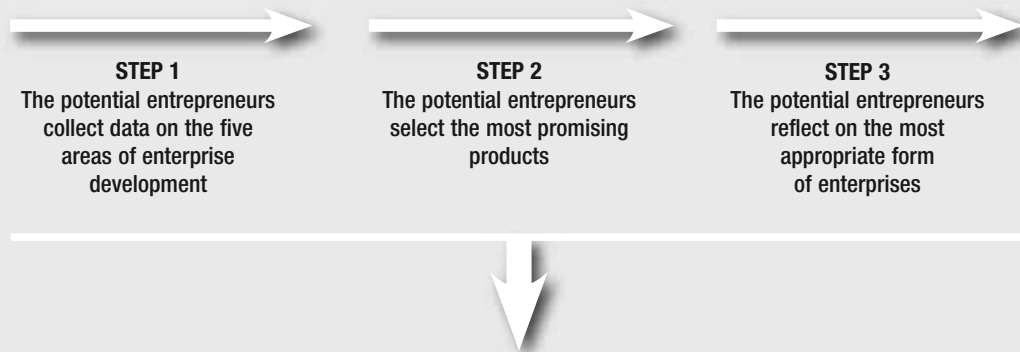 STEP 1
The potential entrepreneurs
collect data on the five
areas of enterprise
development
STEP 2
The potential entrepreneurs
select the most promising
products
STEP 3
The potential entrepreneurs
reflect on the most
appropriate form
of enterprises